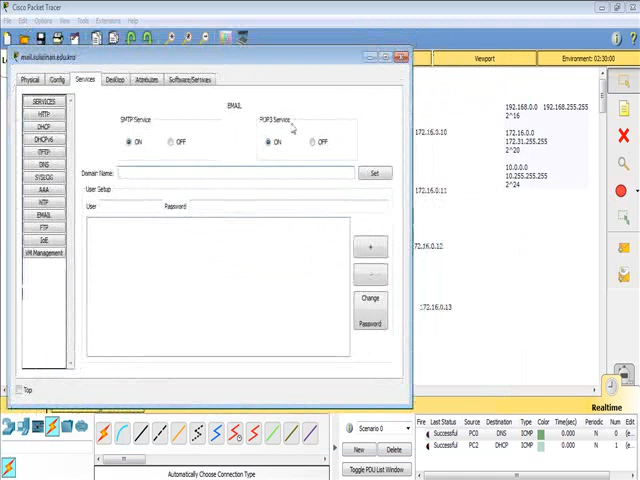 Cisco Packet Tracer
File Edit Options View Tools Extensions Help
Viewport
Environment: 02:30:00
Physical Config Services Desktop Attributes Software/Services
SERVICES
HTTP
DHCP
DHCPv6
TFTP
DNS
SYSLOG
AAA
NTP
EMAIL
FTP
IoE
VM Management
EMAIL
SMTP Service
ON OFF
POP3 Service
ON OFF
Domain Name: Set
User Setup
User Password
+
-
Change
Password
Top
192.168.0.0 192.168.255.255
2^16
172.16.0.0
172.31.255.255
2^20
10.0.0.0
10.255.255.255
2^24
172.16.0.10
172.16.0.11
172.16.0.12
172.16.0.13
Realtime
Scenario 0
New Delete
Toggle PDU List Window
Fire Last Status Source Destination Type Color Time(sec) Periodic Num Edit
Successful PC0 DNS ICMP 0.000 N 0 (e...
Successful PC2 DHCP ICMP 0.000 N 1 (e...
Automatically Choose Connection Type